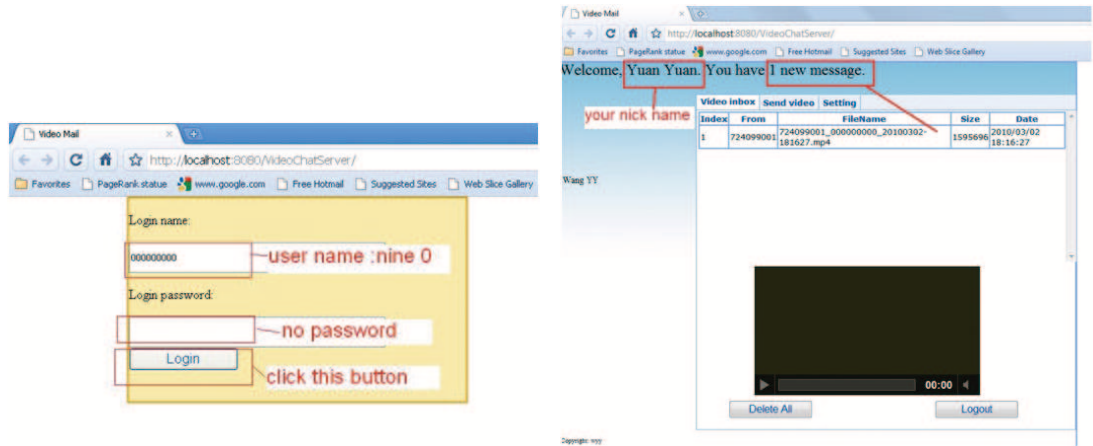 Video Mail
http://localhost:8080/VideoChatServer/
Favorites PageRank statue www.google.com Free Hotmail Suggested Sites Web Slice Gallery
Login name:
000000000
user name :nine 0
Login password:
no password
Login
click this button
Video Mail
http://localhost:8080/VideoChatServer/
Favorites PageRank statue www.google.com Free Hotmail Suggested Sites Web Slice Gallery
Welcome, Yuan Yuan. You have 1 new message.
your nick name
Video inbox Send video Setting
Index From FileName Size Date
1 724099001 724099001_000000000_20100302-181627.mp4 1595696 2010/03/02 18:16:27
Wang YY
00:00
Delete All Logout
Copyright: wyy